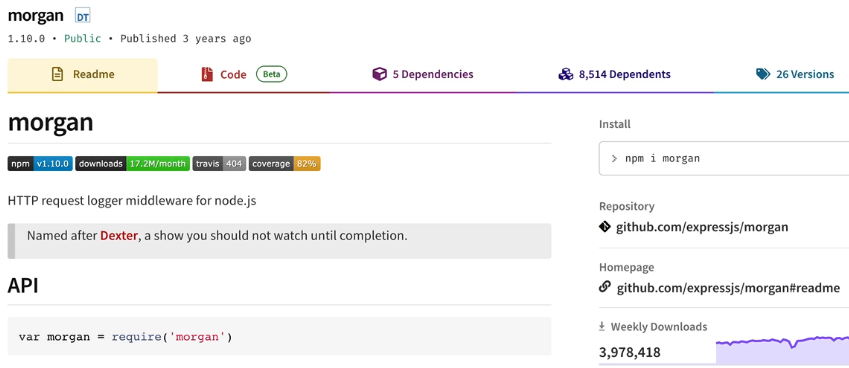 morgan DT
1.10.0 • Public • Published 3 years ago
Readme
Code Beta
5 Dependencies
8,514 Dependents
26 Versions
morgan
npm v1.10.0 downloads 17.2M/month travis 404 coverage 82%
HTTP request logger middleware for node.js
Named after Dexter, a show you should not watch until completion.
API
var morgan = require('morgan')
Install
> npm i morgan
Repository
github.com/expressjs/morgan
Homepage
github.com/expressjs/morgan#readme
Weekly Downloads
3,978,418